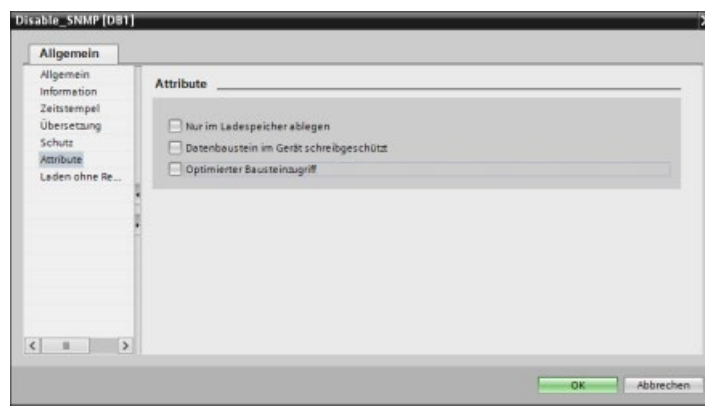 Disable_SNMP [DB1]
Allgemein
Allgemein
Information
Zeitstempel
Übersetzung
Schutz
Attribute
Laden ohne Re...
Attribute
Nur im Ladespeicher ablegen
Datenbaustein im Gerät schreibgeschützt
Optimierter Bausteinzugriff
OK
Abbrechen